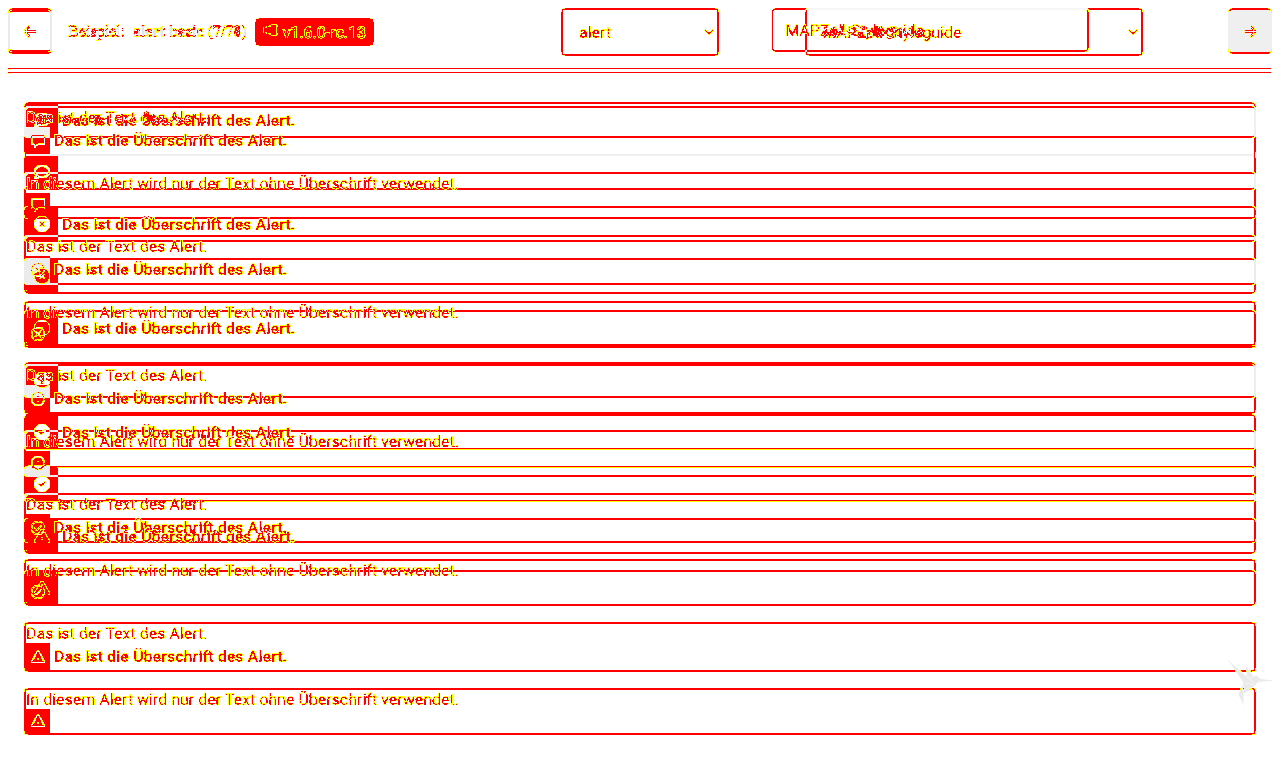 Beispiel: alert basic (7/78) v1.6.0-rc.13 alert Styleguide
Das ist der Text des Alert. Das ist die Überschrift des Alert.
Das ist die Überschrift des Alert.
In diesem Alert wird nur der Text ohne Überschrift verwendet.
Das ist die Überschrift des Alert.
Das ist der Text des Alert.
Das ist die Überschrift des Alert.
In diesem Alert wird nur der Text ohne Überschrift verwendet.
Das ist die Überschrift des Alert.
Das ist der Text des Alert.
Das ist die Überschrift des Alert.
Das ist die Überschrift des Alert.
In diesem Alert wird nur der Text ohne Überschrift verwendet.
Das ist der Text des Alert.
Das ist die Überschrift des Alert.
Das ist die Überschrift des Alert.
In diesem Alert wird nur der Text ohne Überschrift verwendet.
Das ist der Text des Alert.
Das ist die Überschrift des Alert.
In diesem Alert wird nur der Text ohne Überschrift verwendet.